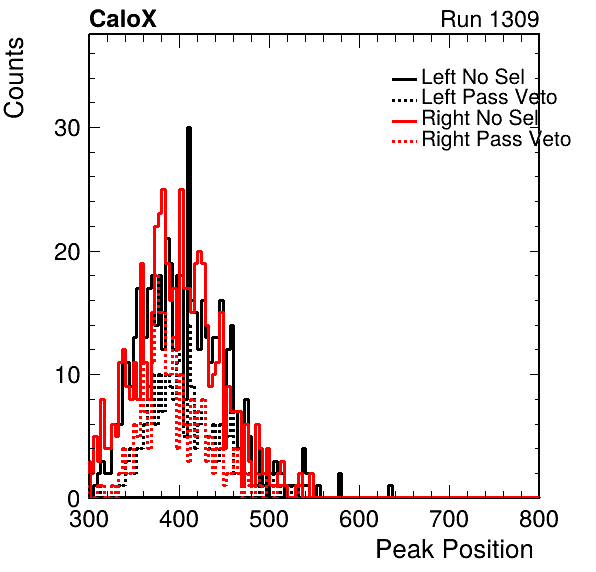 CaloX
Run 1309
Counts
Left No Sel
Left Pass Veto
Right No Sel
Right Pass Veto
30
20
10
0
300 400 500 600 700 800
Peak Position